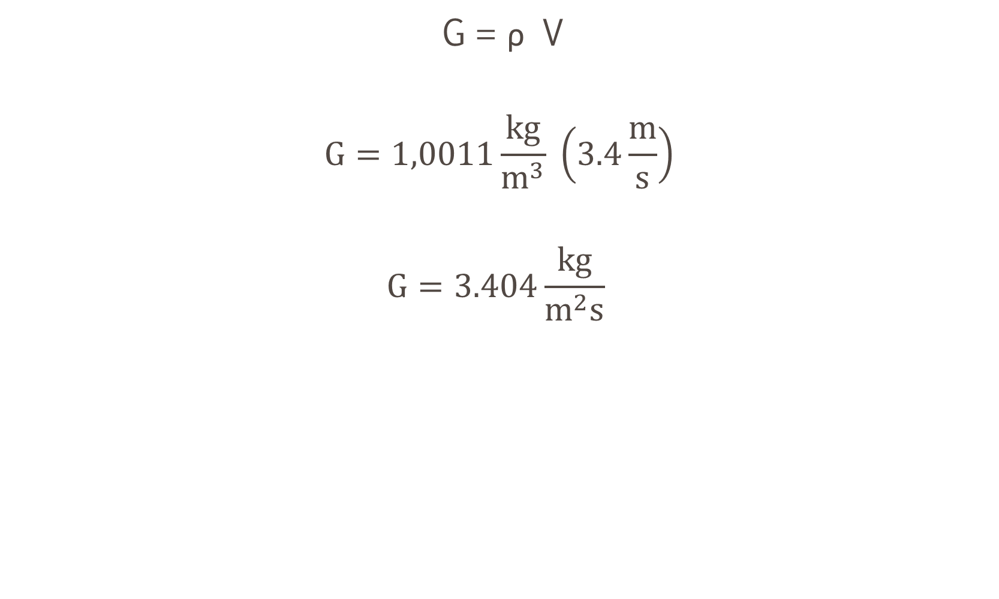 G = ρ V
G = 1,0011 kg/m³ (3.4 m/s)
G = 3.404 kg/m²s